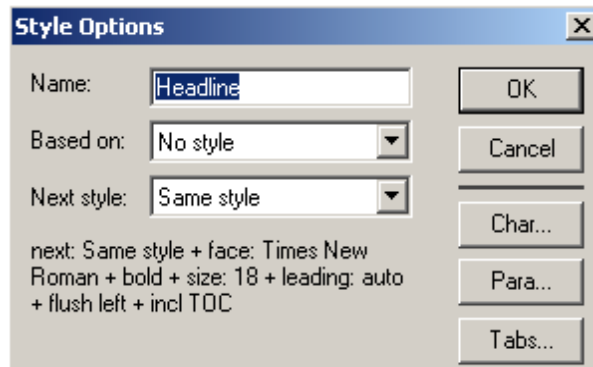 Style Options
Name: Headline
OK
Based on: No style
Cancel
Next style: Same style
Char...
next: Same style + face: Times New
Roman + bold + size: 18 + leading: auto
+ flush left + incl TOC
Para...
Tabs...